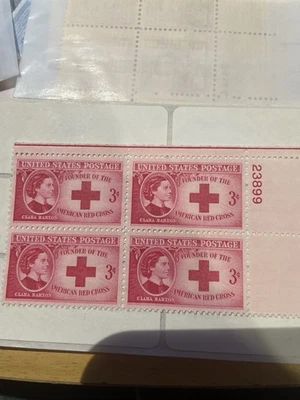 UNITED STATES POSTAGE
FOUNDER OF THE
3¢
AMERICAN RED CROSS
CLARA BARTON
UNITED STATES POSTAGE
FOUNDER OF THE
3¢
AMERICAN RED CROSS
CLARA BARTON
23899
UNITED STATES POSTAGE
FOUNDER OF THE
3¢
AMERICAN RED CROSS
CLARA BARTON
UNITED STATES POSTAGE
FOUNDER OF THE
3¢
AMERICAN RED CROSS
CLARA BARTON